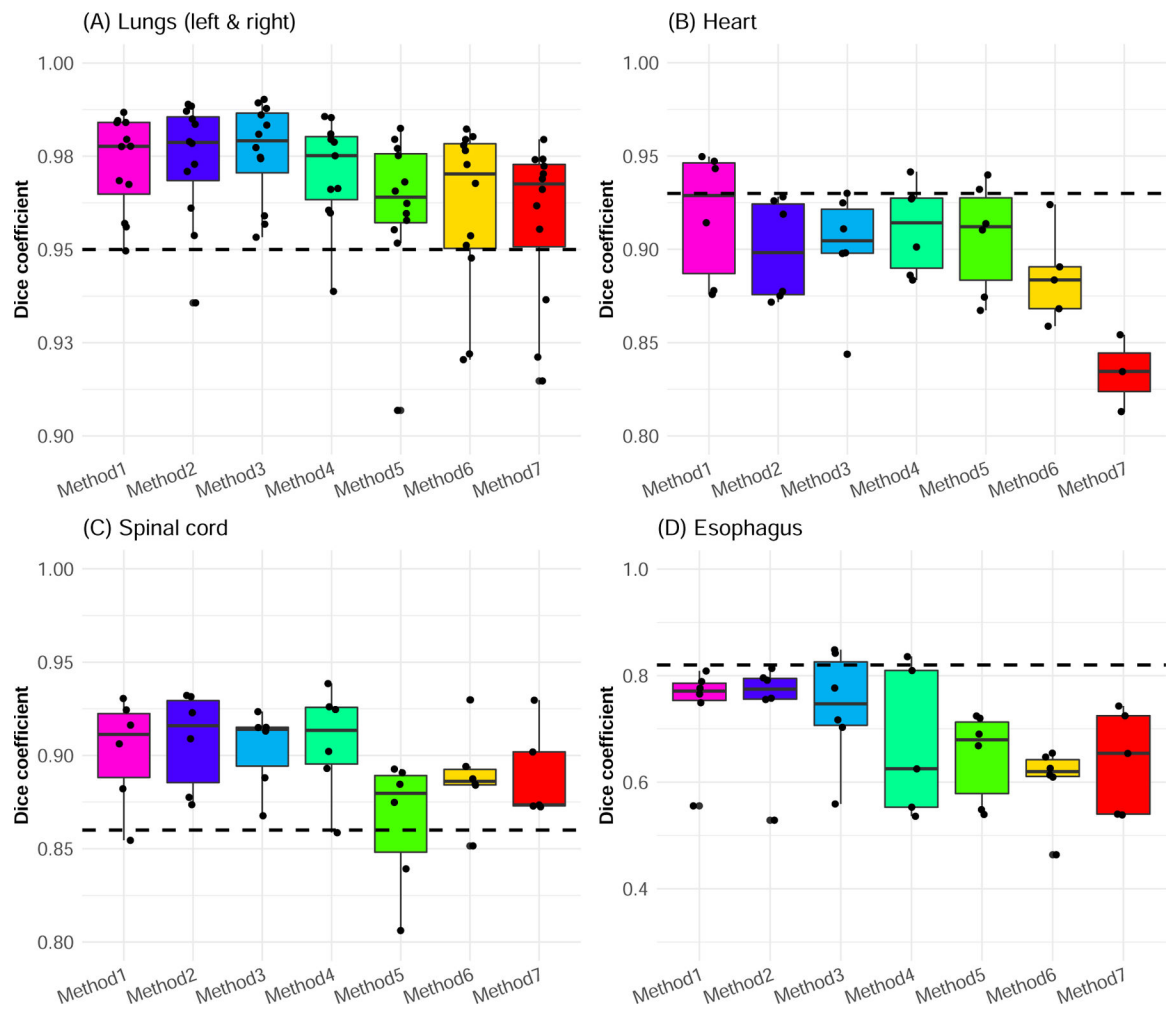 (A) Lungs (left & right)
Dice coefficient
1.00
0.98
0.95
0.93
0.90
Method1
Method2
Method3
Method4
Method5
Method6
Method7
(B) Heart
Dice coefficient
1.00
0.95
0.90
0.85
0.80
Method1
Method2
Method3
Method4
Method5
Method6
Method7
(C) Spinal cord
Dice coefficient
1.00
0.95
0.90
0.85
0.80
Method1
Method2
Method3
Method4
Method5
Method6
Method7
(D) Esophagus
Dice coefficient
1.0
0.8
0.6
0.4
Method1
Method2
Method3
Method4
Method5
Method6
Method7